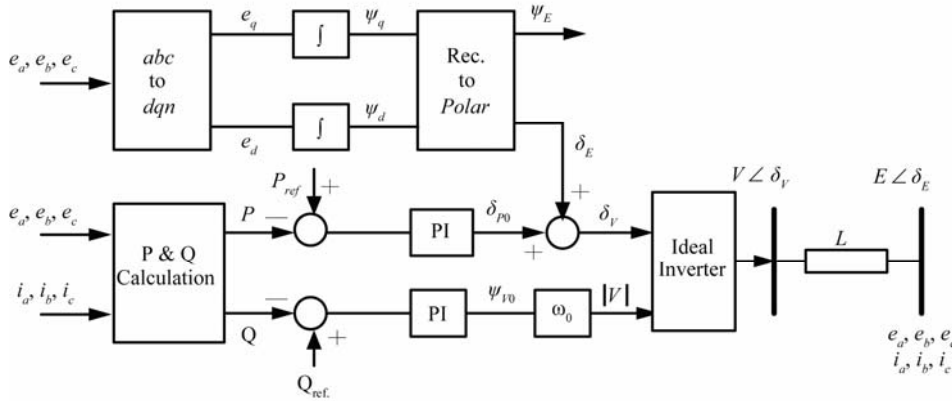 e_q
∫
ψ_q
ψ_E
e_a, e_b, e_c
abc
to
dqn
Rec.
to
Polar
e_d
∫
ψ_d
δ_E
P_ref
+
+
V ∠ δ_V
E ∠ δ_E
e_a, e_b, e_c
P
−
PI
δ_P0
+
δ_V
P & Q
Calculation
Ideal
Inverter
L
i_a, i_b, i_c
Q
−
+
PI
ψ_V0
ω_0
|V|
Q_ref.
e_a, e_b, e_c
i_a, i_b, i_c